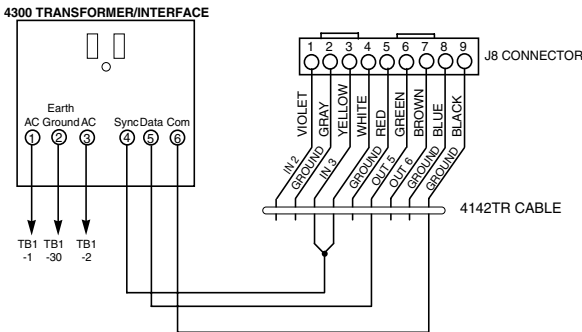 4300 TRANSFORMER/INTERFACE
Earth
AC Ground AC
Sync Data Com
1 2 3 4 5 6
TB1 -1
TB1 -30
TB1 -2
1 2 3 4 5 6 7 8 9
J8 CONNECTOR
VIOLET
GRAY
YELLOW
WHITE
RED
GREEN
BROWN
BLUE
BLACK
IN 2
GROUND
IN 3
GROUND
OUT 5
OUT 6
GROUND
GROUND
4142TR CABLE